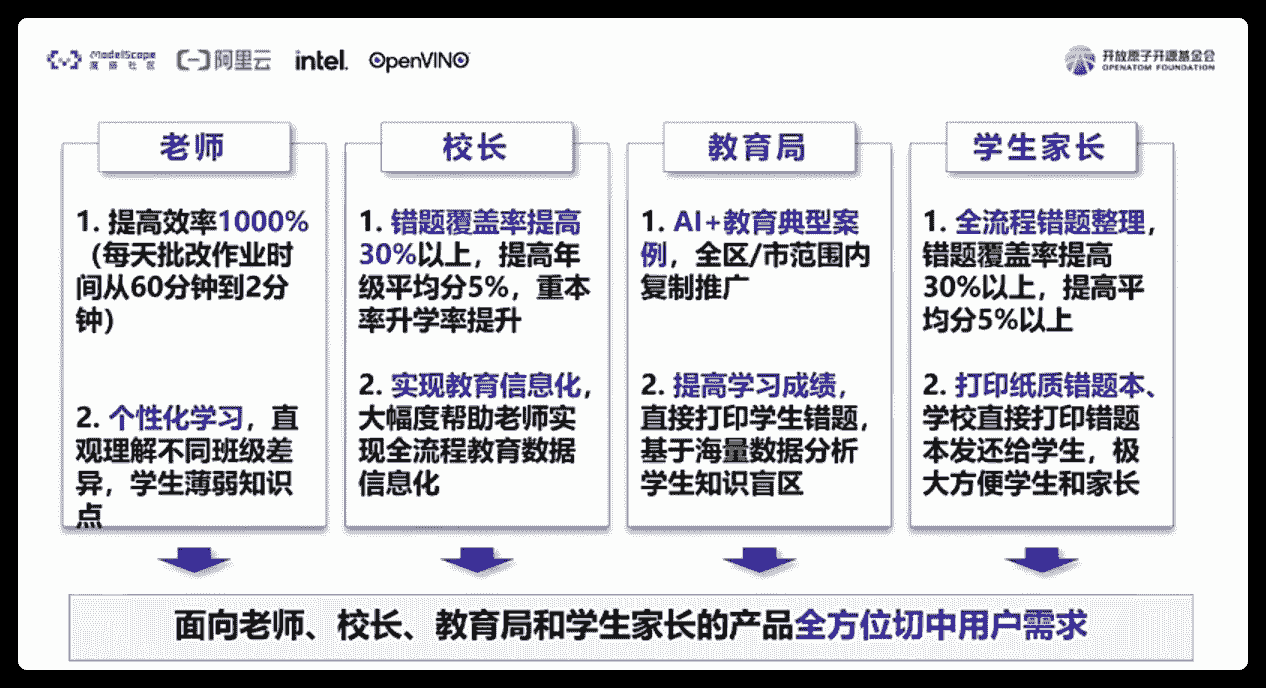 ModelScope
魔搭社区
阿里云
intel.
OpenVINO
开放原子开源基金会
OPENATOM FOUNDATION
老师
1. 提高效率1000%
（每天批改作业时
间从60分钟到2分
钟）
2. 个性化学习，直
观理解不同班级差
异，学生薄弱知识
点
校长
1. 错题覆盖率提高
30%以上，提高年
级平均分5%，重本
率升学率提升
2. 实现教育信息化，
大幅度帮助老师实
现全流程教育数据
信息化
教育局
1. AI+教育典型案
例，全区/市范围内
复制推广
2. 提高学习成绩，
直接打印学生错题，
基于海量数据分析
学生知识盲区
学生家长
1. 全流程错题整理，
错题覆盖率提高
30%以上，提高平
均分5%以上
2. 打印纸质错题本、
学校直接打印错题
本发还给学生，极
大方便学生和家长
面向老师、校长、教育局和学生家长的产品全方位切中用户需求